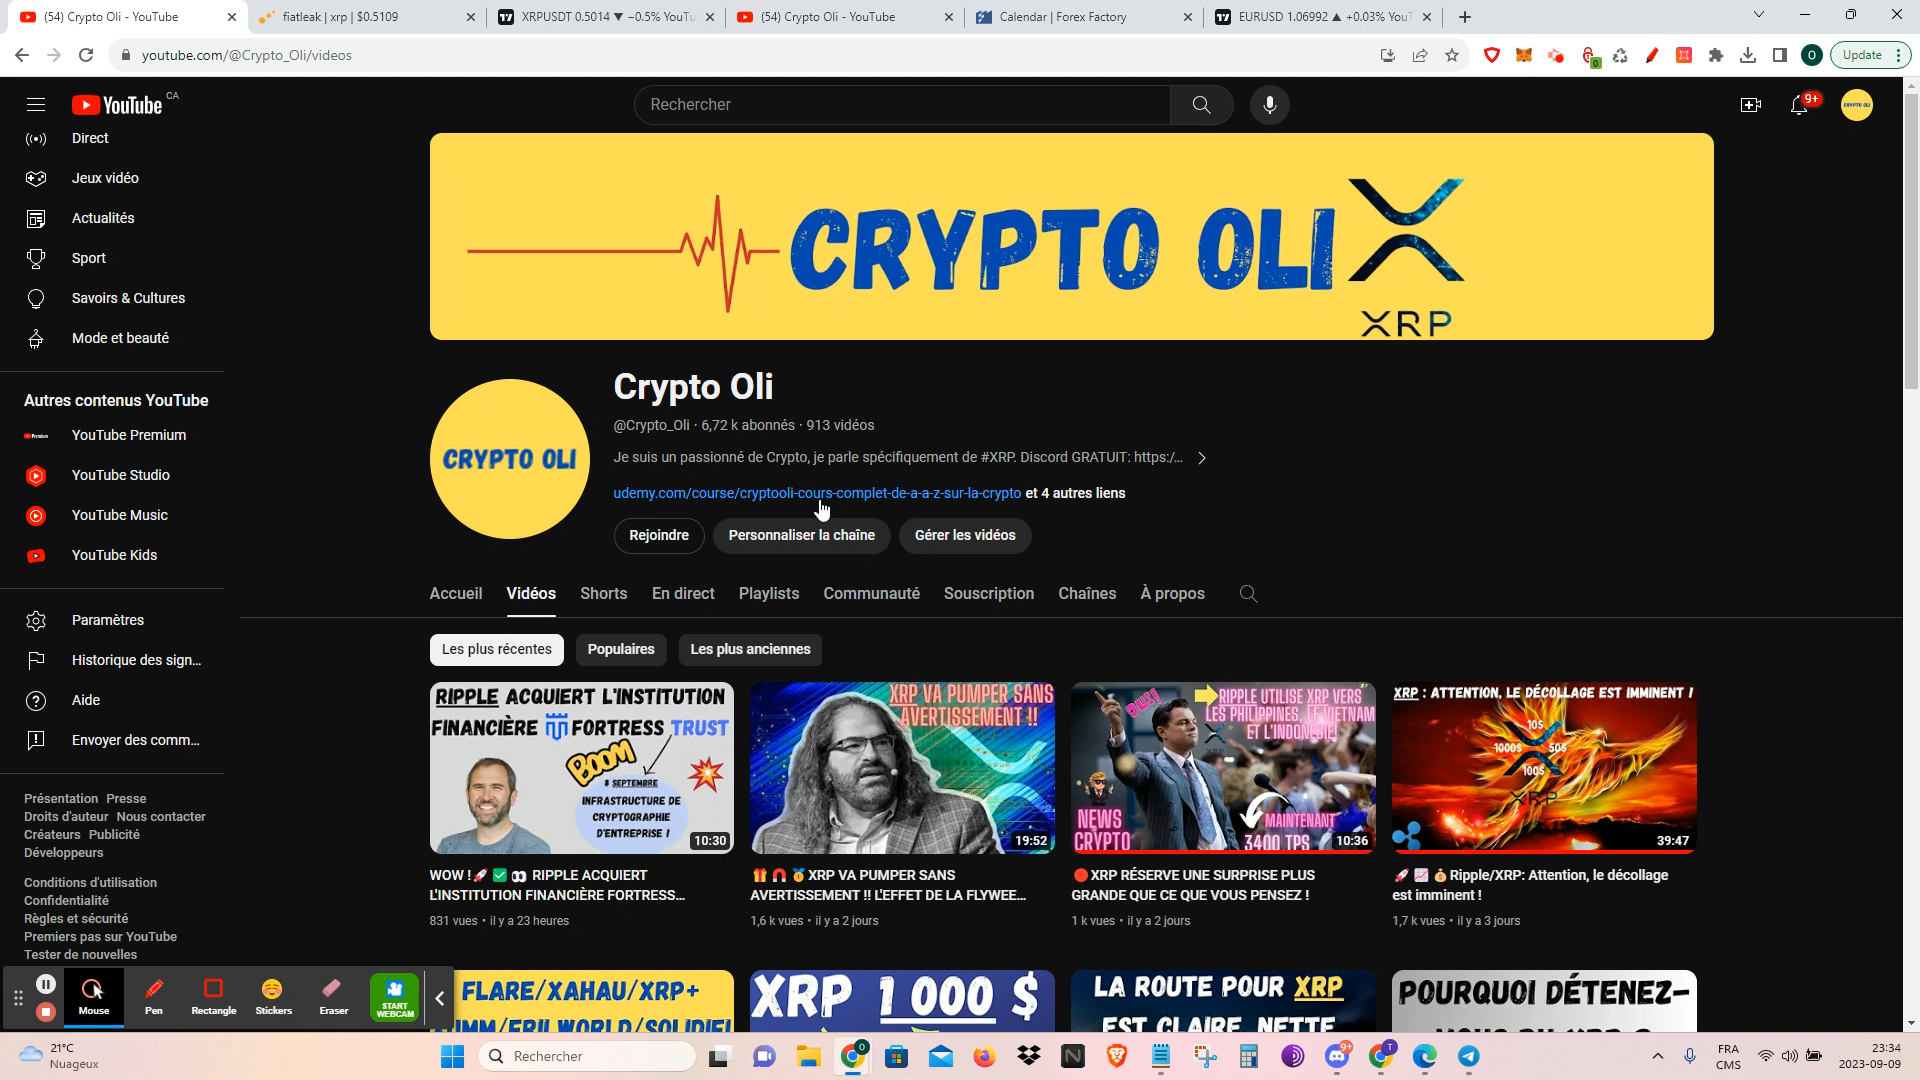 (54) Crypto Oli - YouTube
fiatleak | xrp | $0.5109
XRPUSDT 0.5014 ▼ −0.5% YouTu
(54) Crypto Oli - YouTube
Calendar | Forex Factory
EURUSD 1.06992 ▲ +0.03% YouT
youtube.com/@Crypto_Oli/videos
0
O
Update
YouTube CA
Rechercher
9+
CRYPTO OLI
Direct
Jeux vidéo
Actualités
Sport
Savoirs & Cultures
Mode et beauté
Autres contenus YouTube
Premium
YouTube Premium
YouTube Studio
YouTube Music
YouTube Kids
Paramètres
Historique des sign...
Aide
Envoyer des comm...
Présentation Presse
Droits d'auteur Nous contacter
Créateurs Publicité
Développeurs
Conditions d'utilisation
Confidentialité
Règles et sécurité
Premiers pas sur YouTube
Tester de nouvelles
CRYPTO OLI
XRP
CRYPTO OLI
Crypto Oli
@Crypto_Oli · 6,72 k abonnés · 913 vidéos
Je suis un passionné de Crypto, je parle spécifiquement de #XRP. Discord GRATUIT: https:/...
udemy.com/course/cryptooli-cours-complet-de-a-a-z-sur-la-crypto et 4 autres liens
Rejoindre
Personnaliser la chaîne
Gérer les vidéos
Accueil
Vidéos
Shorts
En direct
Playlists
Communauté
Souscription
Chaînes
À propos
Les plus récentes
Populaires
Les plus anciennes
RIPPLE ACQUIERT L'INSTITUTION
FINANCIÈRE FORTRESS TRUST
BOOM
8 SEPTEMBRE
INFRASTRUCTURE DE
CRYPTOGRAPHIE
D'ENTREPRISE !
10:30
WOW !🚀 ✅ 👀 RIPPLE ACQUIERT
L'INSTITUTION FINANCIÈRE FORTRESS...
831 vues · il y a 23 heures
XRP VA PUMPER SANS
AVERTISSEMENT !!
19:52
XRP VA PUMPER SANS
AVERTISSEMENT !! L'EFFET DE LA FLYWEE...
1,6 k vues · il y a 2 jours
OUI!
RIPPLE UTILISE XRP VERS
LES PHILIPPINES, LE VIETNAM
ET L'INDONÉSIE!
XRP
NEWS
CRYPTO
MAINTENANT
3400 TPS
10:36
🔴XRP RÉSERVE UNE SURPRISE PLUS
GRANDE QUE CE QUE VOUS PENSEZ !
1 k vues · il y a 2 jours
XRP : ATTENTION, LE DÉCOLLAGE EST IMMINENT !
10$
1000$
50$
100$
XRP
39:47
🚀 📈 💰Ripple/XRP: Attention, le décollage
est imminent !
1,7 k vues · il y a 3 jours
FLARE/XAHAU/XRP+
XRP 1 000 $
LA ROUTE POUR XRP
EST CLAIRE, NETTE
POURQUOI DÉTENEZ-
Mouse
Pen
Rectangle
Stickers
Eraser
START
WEBCAM
21°C
Nuageux
Rechercher
O
N
9+
T
FRA
CMS
23:34
2023-09-09